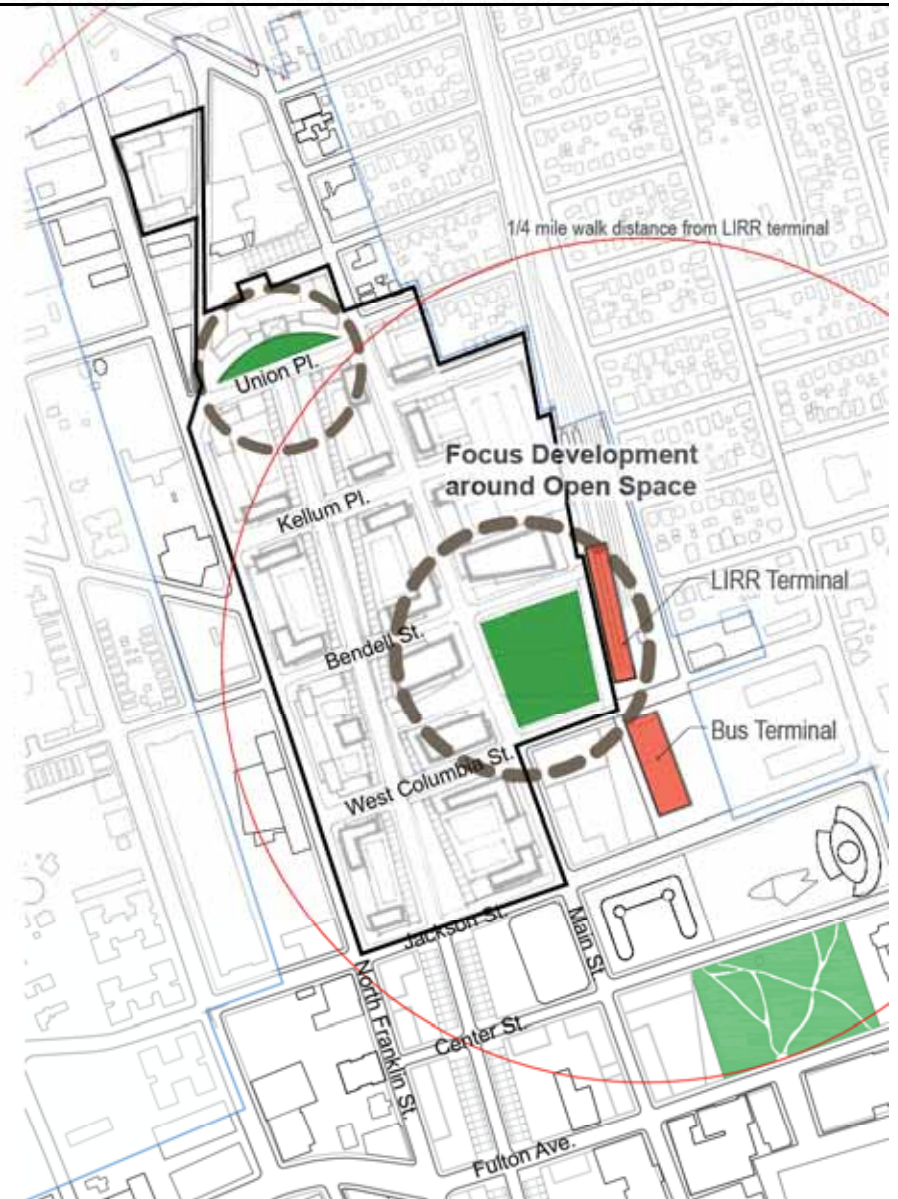 1/4 mile walk distance from LIRR terminal
Union Pl.
Focus Development
around Open Space
Kellum Pl.
LIRR Terminal
Bendell St.
Bus Terminal
West Columbia St.
Jackson St.
Main St.
North Franklin St.
Center St.
Fulton Ave.